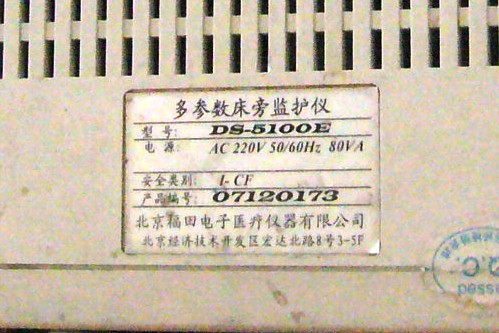 多参数床旁监护仪
型号: DS-5100E
电源: AC 220V 50/60Hz 80VA
安全类别: I-CF
产品编号: 07120173
北京福田电子医疗仪器有限公司
北京经济技术开发区宏达北路8号3-5F
Q.C.
assed